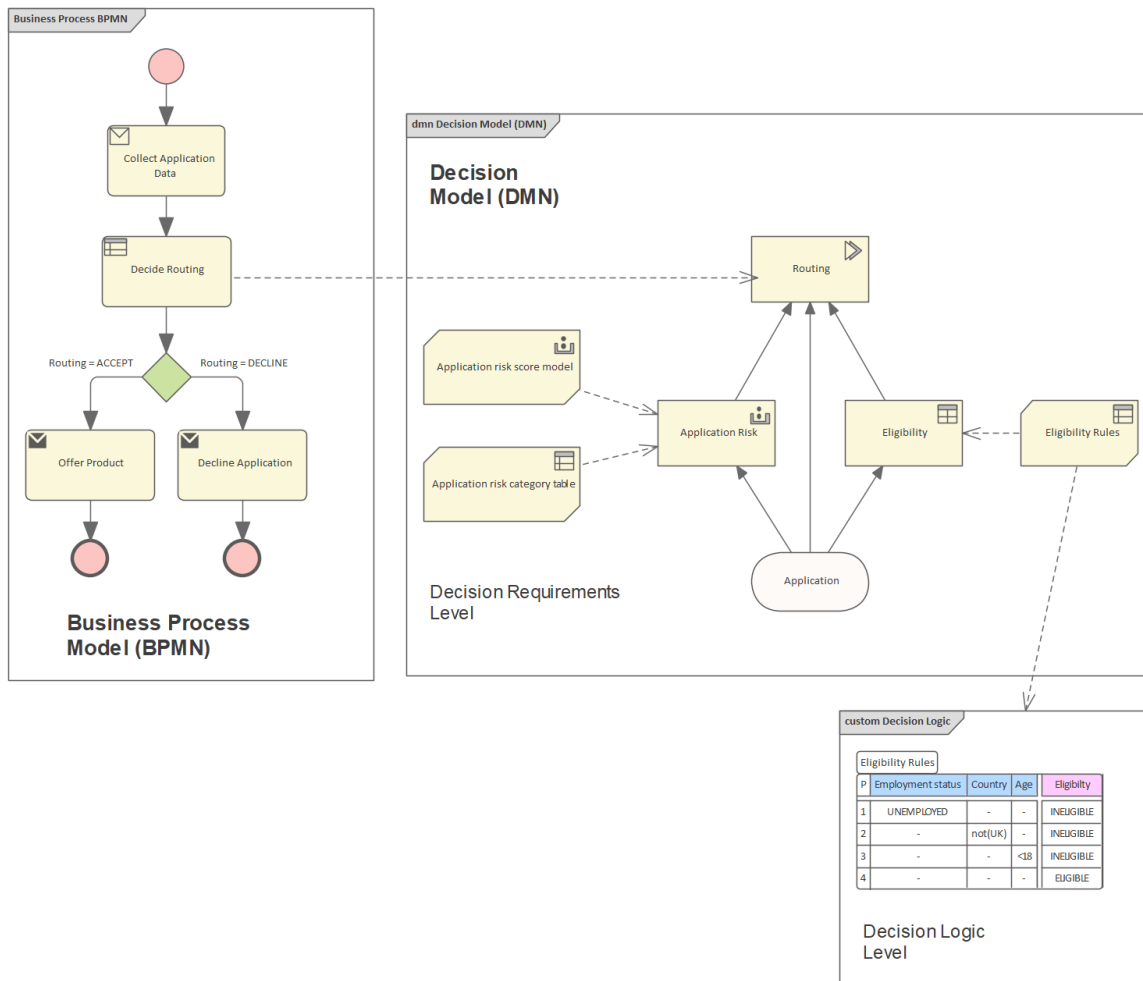 Business Process BPMN
Collect Application
Data
Decide Routing
Routing = ACCEPT
Routing = DECLINE
Offer Product
Decline Application
Business Process
Model (BPMN)
dmn Decision Model (DMN)
Decision
Model (DMN)
Routing
Application risk score model
Application Risk
Eligibility
Eligibility Rules
Application risk category table
Application
Decision Requirements
Level
custom Decision Logic
Eligibility Rules
P Employment status Country Age Eligibilty
1 UNEMPLOYED - - INELIGIBLE
2 - not(UK) - INELIGIBLE
3 - - <18 INELIGIBLE
4 - - - ELIGIBLE
Decision Logic
Level